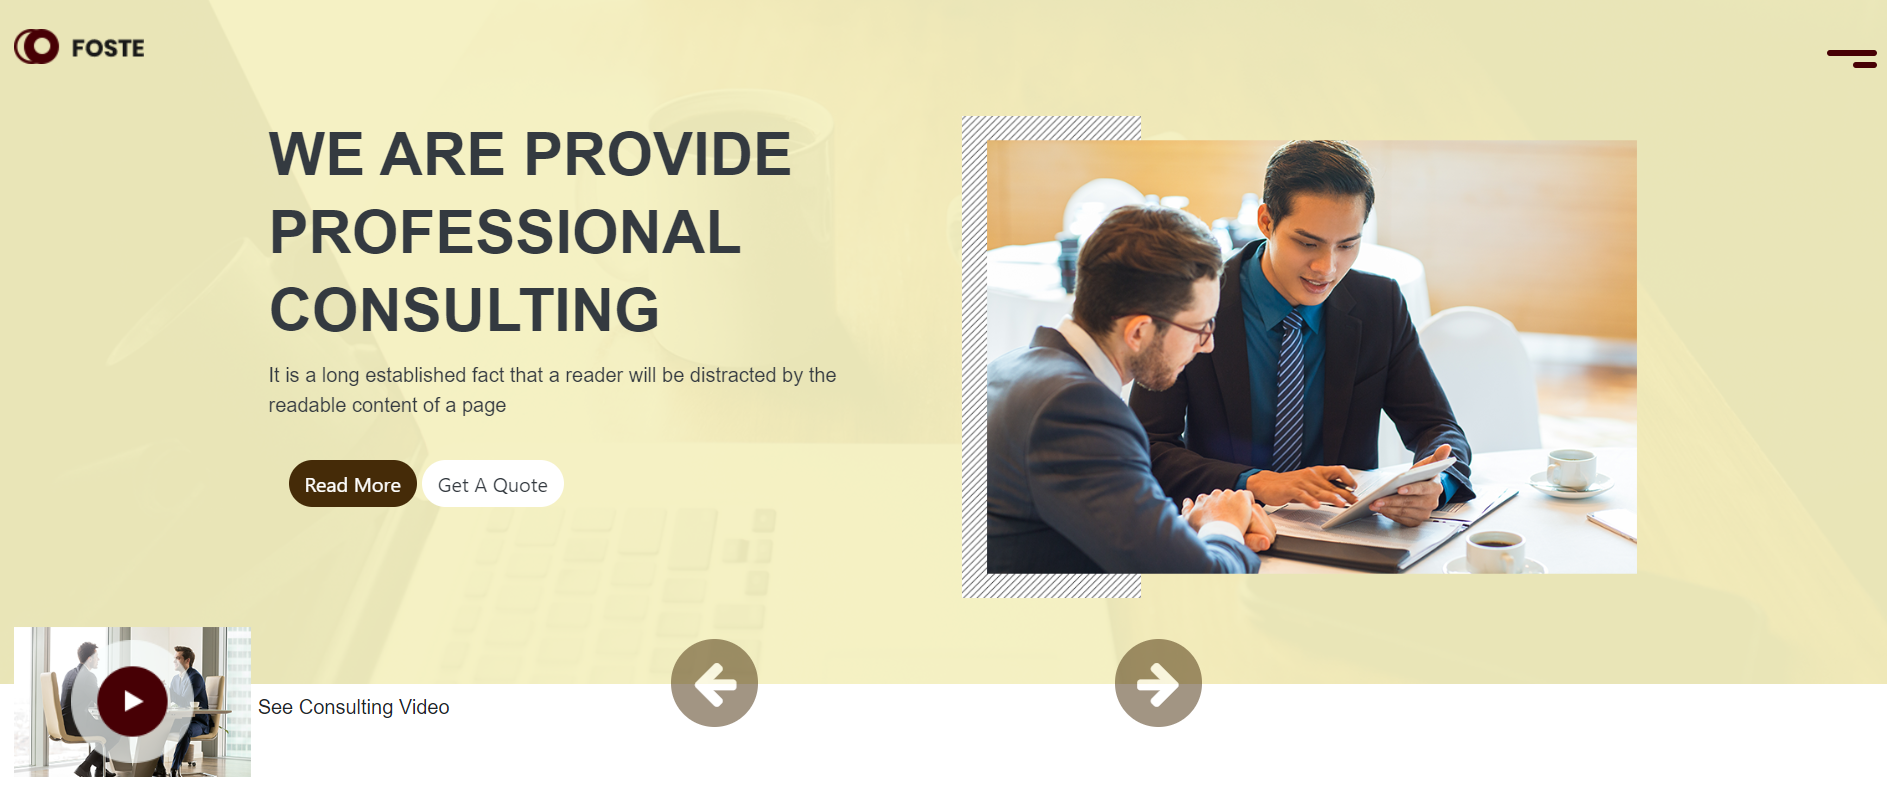 FOSTE
WE ARE PROVIDE
PROFESSIONAL
CONSULTING
It is a long established fact that a reader will be distracted by the
readable content of a page
Read More
Get A Quote
See Consulting Video